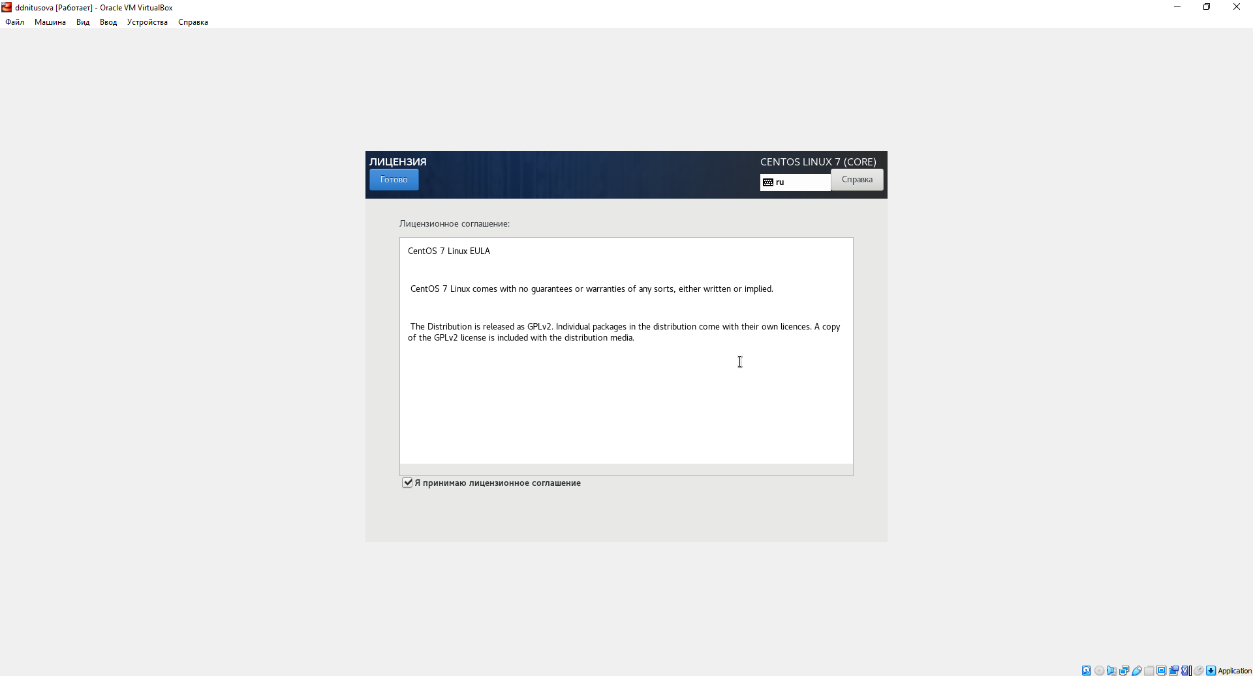 ddnitusova [Работает] - Oracle VM VirtualBox
Файл Машина Вид Ввод Устройства Справка
ЛИЦЕНЗИЯ
CENTOS LINUX 7 (CORE)
Готово
ru
Справка
Лицензионное соглашение:
CentOS 7 Linux EULA
CentOS 7 Linux comes with no guarantees or warranties of any sorts, either written or implied.
The Distribution is released as GPLv2. Individual packages in the distribution come with their own licences. A copy
of the GPLv2 license is included with the distribution media.
Я принимаю лицензионное соглашение
Application